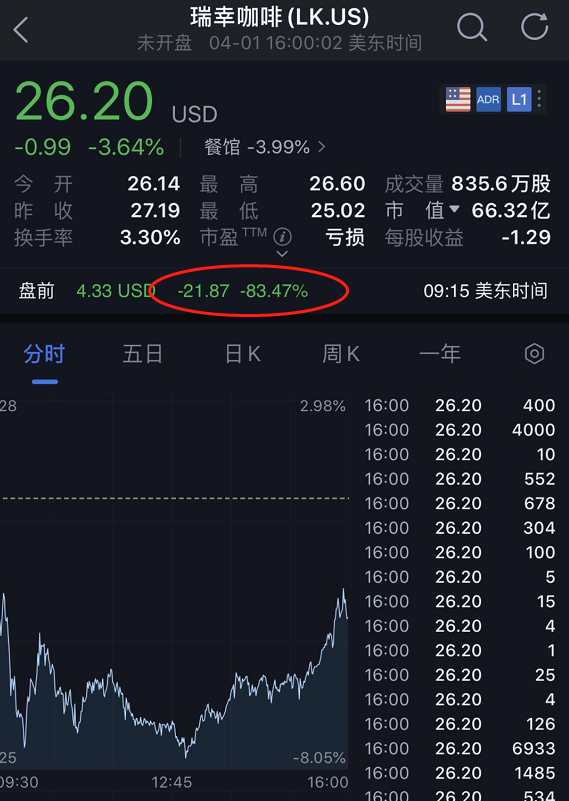 瑞幸咖啡(LK.US)
未开盘 04-01 16:00:02 美东时间
26.20 USD
ADR L1
-0.99 -3.64% 餐馆 -3.99%
今开 26.14 最高 26.60 成交量 835.6万股
昨收 27.19 最低 25.02 市值 66.32亿
换手率 3.30% 市盈TTM 亏损 每股收益 -1.29
盘前 4.33 USD -21.87 -83.47% 09:15 美东时间
分时 五日 日K 周K 一年
28 2.98% 16:00 26.20 400
16:00 26.20 4000
16:00 26.20 10
16:00 26.20 552
16:00 26.20 678
16:00 26.20 304
16:00 26.20 100
16:00 26.20 5
16:00 26.20 15
16:00 26.20 4
16:00 26.20 1
16:00 26.20 25
16:00 26.20 4
16:00 26.20 126
25 -8.05% 16:00 26.20 6933
09:30 12:45 16:00 16:00 26.20 1485
16:00 26.20 534